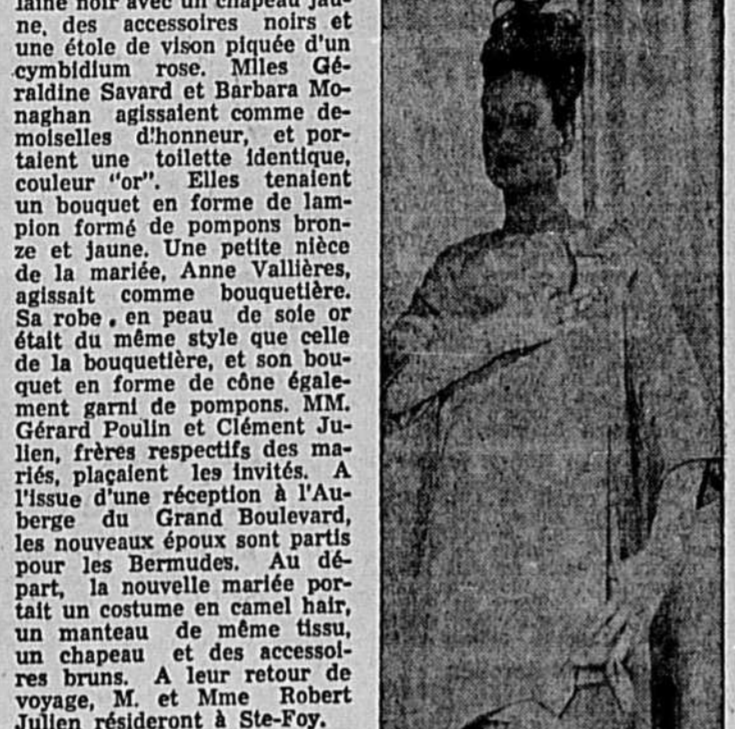 laine noir avec un chapeau jau-
ne, des accessoires noirs et
une étole de vison piquée d'un
cymbidium rose. Mlles Gé-
raldine Savard et Barbara Mo-
naghan agissaient comme de-
moiselles d'honneur, et por-
taient une toilette identique,
couleur "or". Elles tenaient
un bouquet en forme de lam-
pion formé de pompons bron-
ze et jaune. Une petite nièce
de la mariée, Anne Vallières,
agissait comme bouquetière.
Sa robe . en peau de soie or
était du même style que celle
de la bouquetière, et son bou-
quet en forme de cône égale-
ment garni de pompons. MM.
Gérard Poulin et Clément Ju-
lien, frères respectifs des ma-
riés, plaçaient les invités. A
l'issue d'une réception à l'Au-
berge du Grand Boulevard,
les nouveaux époux sont partis
pour les Bermudes. Au dé-
part, la nouvelle mariée por-
tait un costume en camel hair,
un manteau de même tissu,
un chapeau et des accessoi-
res bruns. A leur retour de
voyage, M. et Mme Robert
Julien résideront à Ste-Foy.